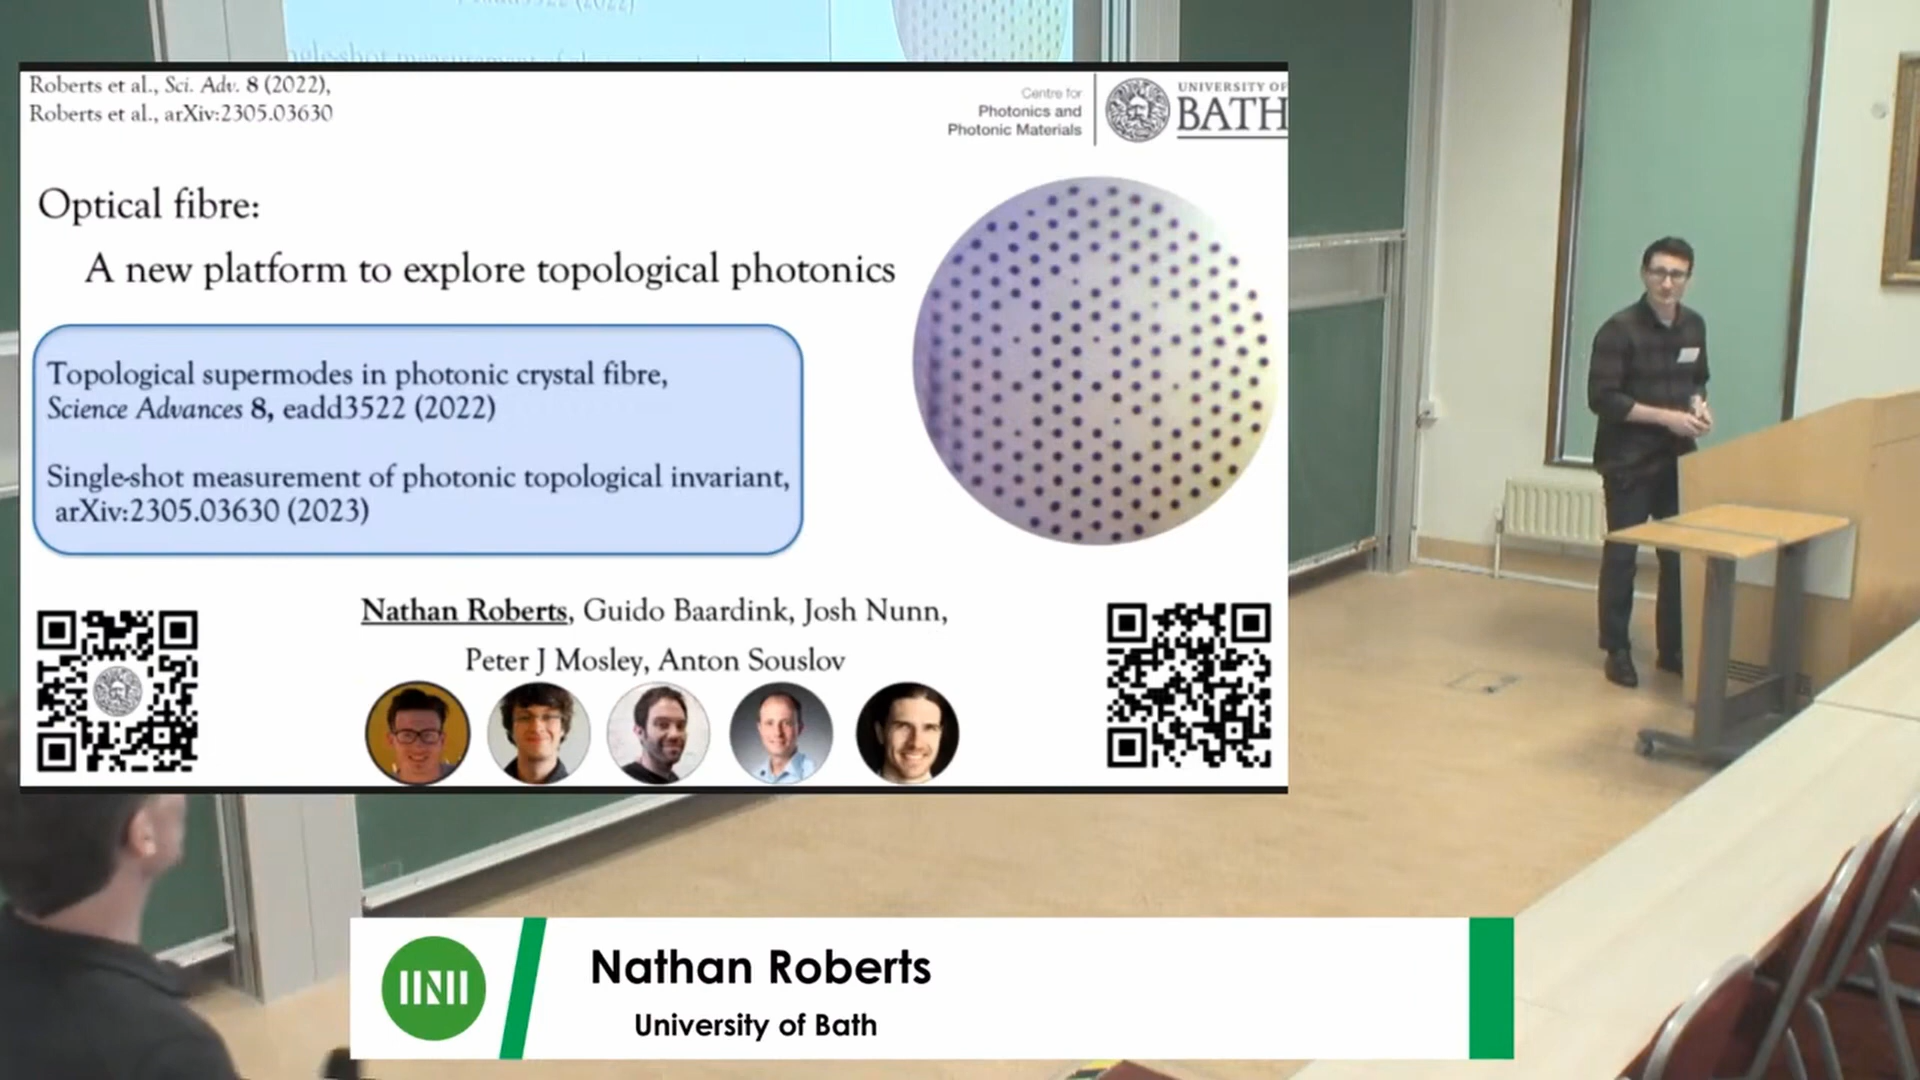 eadd3522 (2022)
Roberts et al., Sci. Adv. 8 (2022),
Roberts et al., arXiv:2305.03630
Centre for
Photonics and
Photonic Materials
UNIVERSITY OF
BATH
Optical fibre:
A new platform to explore topological photonics
Topological supermodes in photonic crystal fibre,
Science Advances 8, eadd3522 (2022)
Single-shot measurement of photonic topological invariant,
arXiv:2305.03630 (2023)
Nathan Roberts, Guido Baardink, Josh Nunn,
Peter J Mosley, Anton Souslov
Nathan Roberts
University of Bath